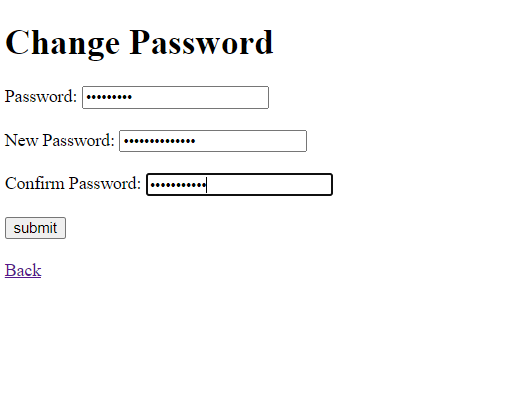 Change Password
Password: •••••••••
New Password: ••••••••••••••
Confirm Password: •••••••••••
submit
Back